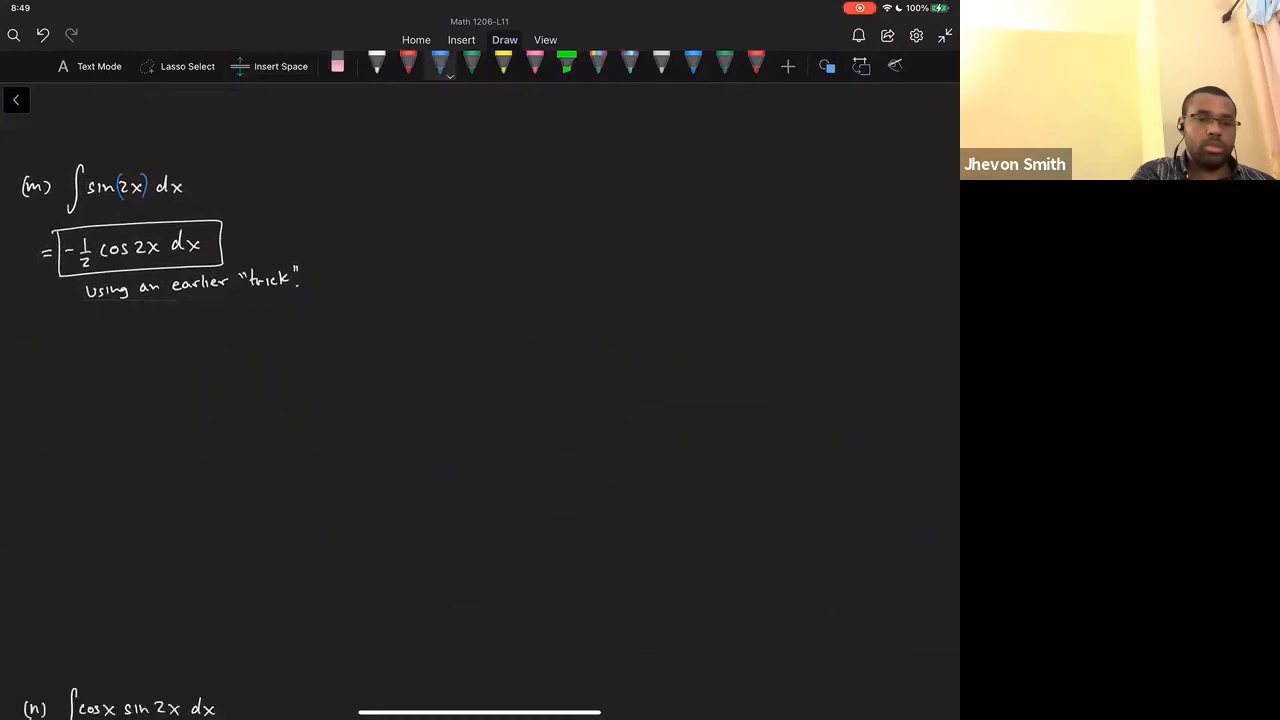 8:49
100%
Math 1206-L11
Home Insert Draw View
Text Mode Lasso Select Insert Space
Jhevon Smith
(m) ∫ sin(2x) dx
= -1/2 cos 2x dx
using an earlier "trick".
(n) ∫ cosx sin 2x dx